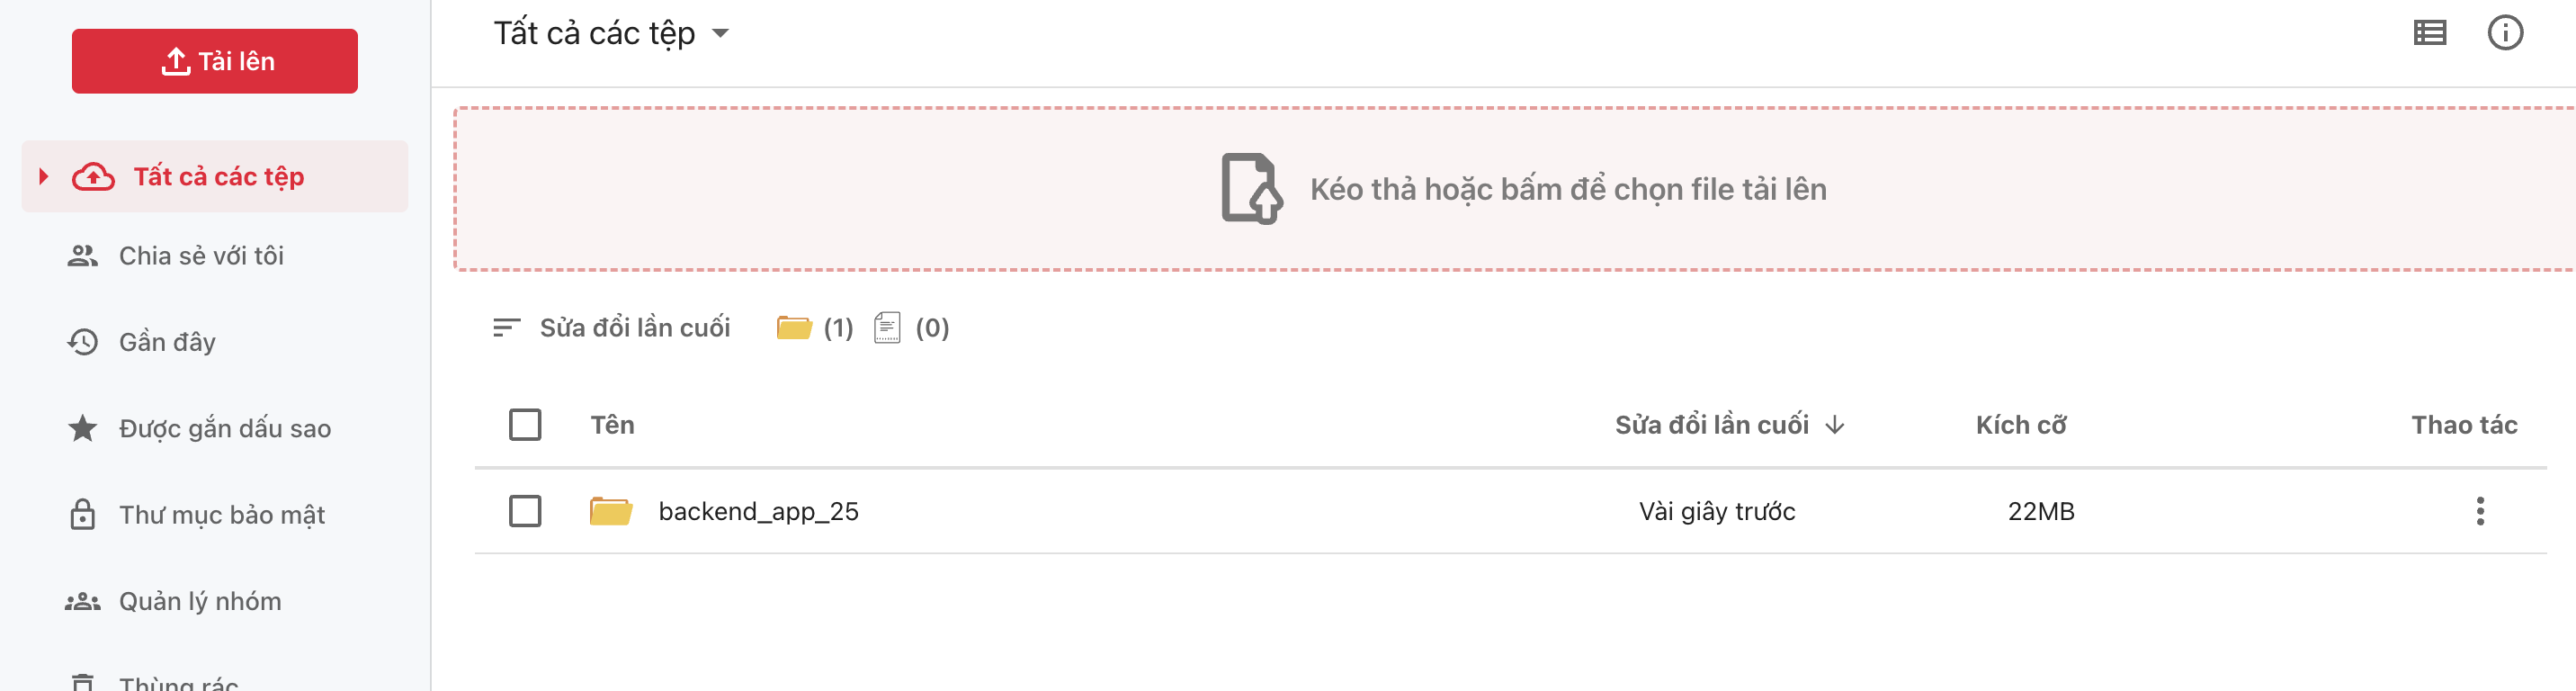 Tải lên
Tất cả các tệp
Chia sẻ với tôi
Gần đây
Được gắn dấu sao
Thư mục bảo mật
Quản lý nhóm
Thùng rác
Tất cả các tệp
Kéo thả hoặc bấm để chọn file tải lên
Sửa đổi lần cuối (1) (0)
Tên Sửa đổi lần cuối Kích cỡ Thao tác
backend_app_25 Vài giây trước 22MB